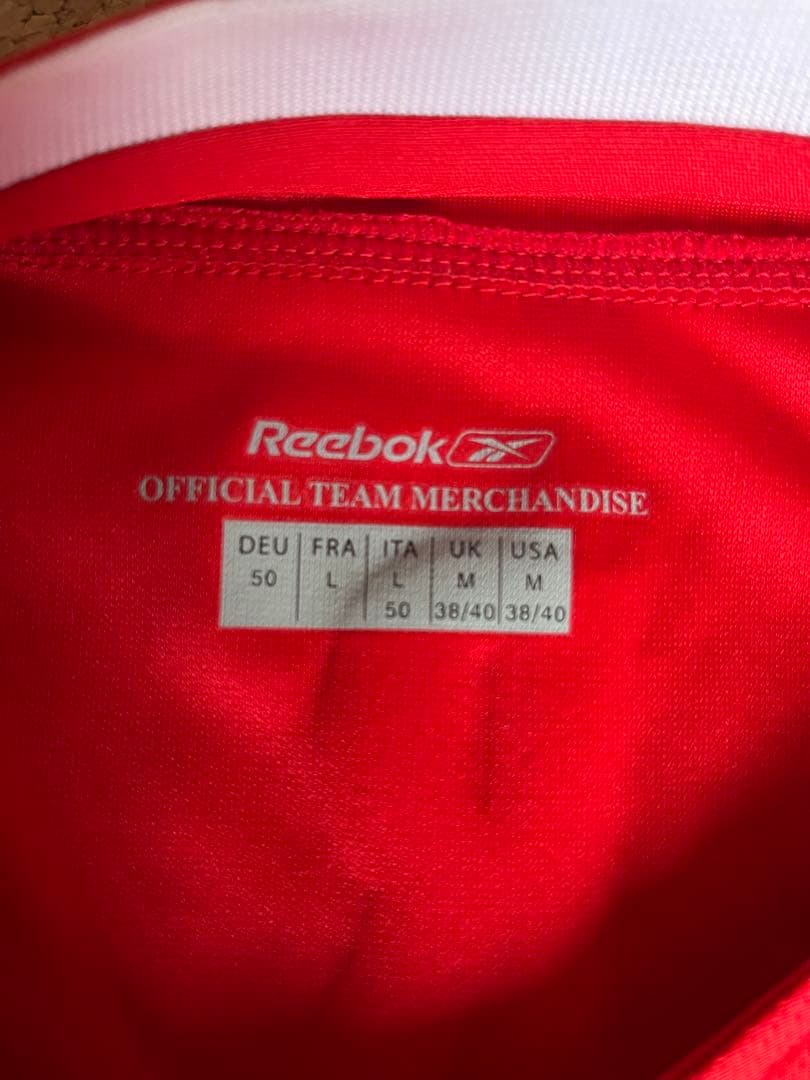 Reebok
OFFICIAL TEAM MERCHANDISE
DEU FRA ITA UK USA
50 L L M M
50 38/40 38/40